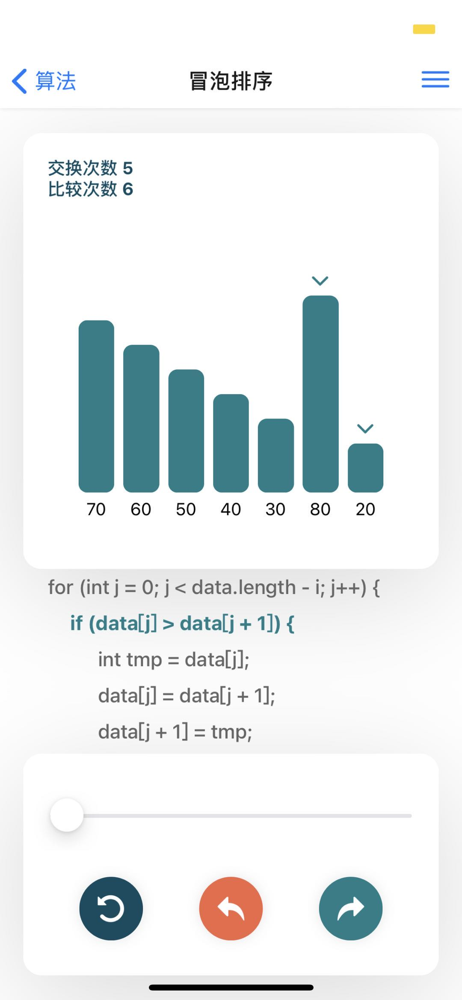 算法
冒泡排序
交换次数 5
比较次数 6
70 60 50 40 30 80 20
for (int j = 0; j < data.length - i; j++) {
if (data[j] > data[j + 1]) {
int tmp = data[j];
data[j] = data[j + 1];
data[j + 1] = tmp;